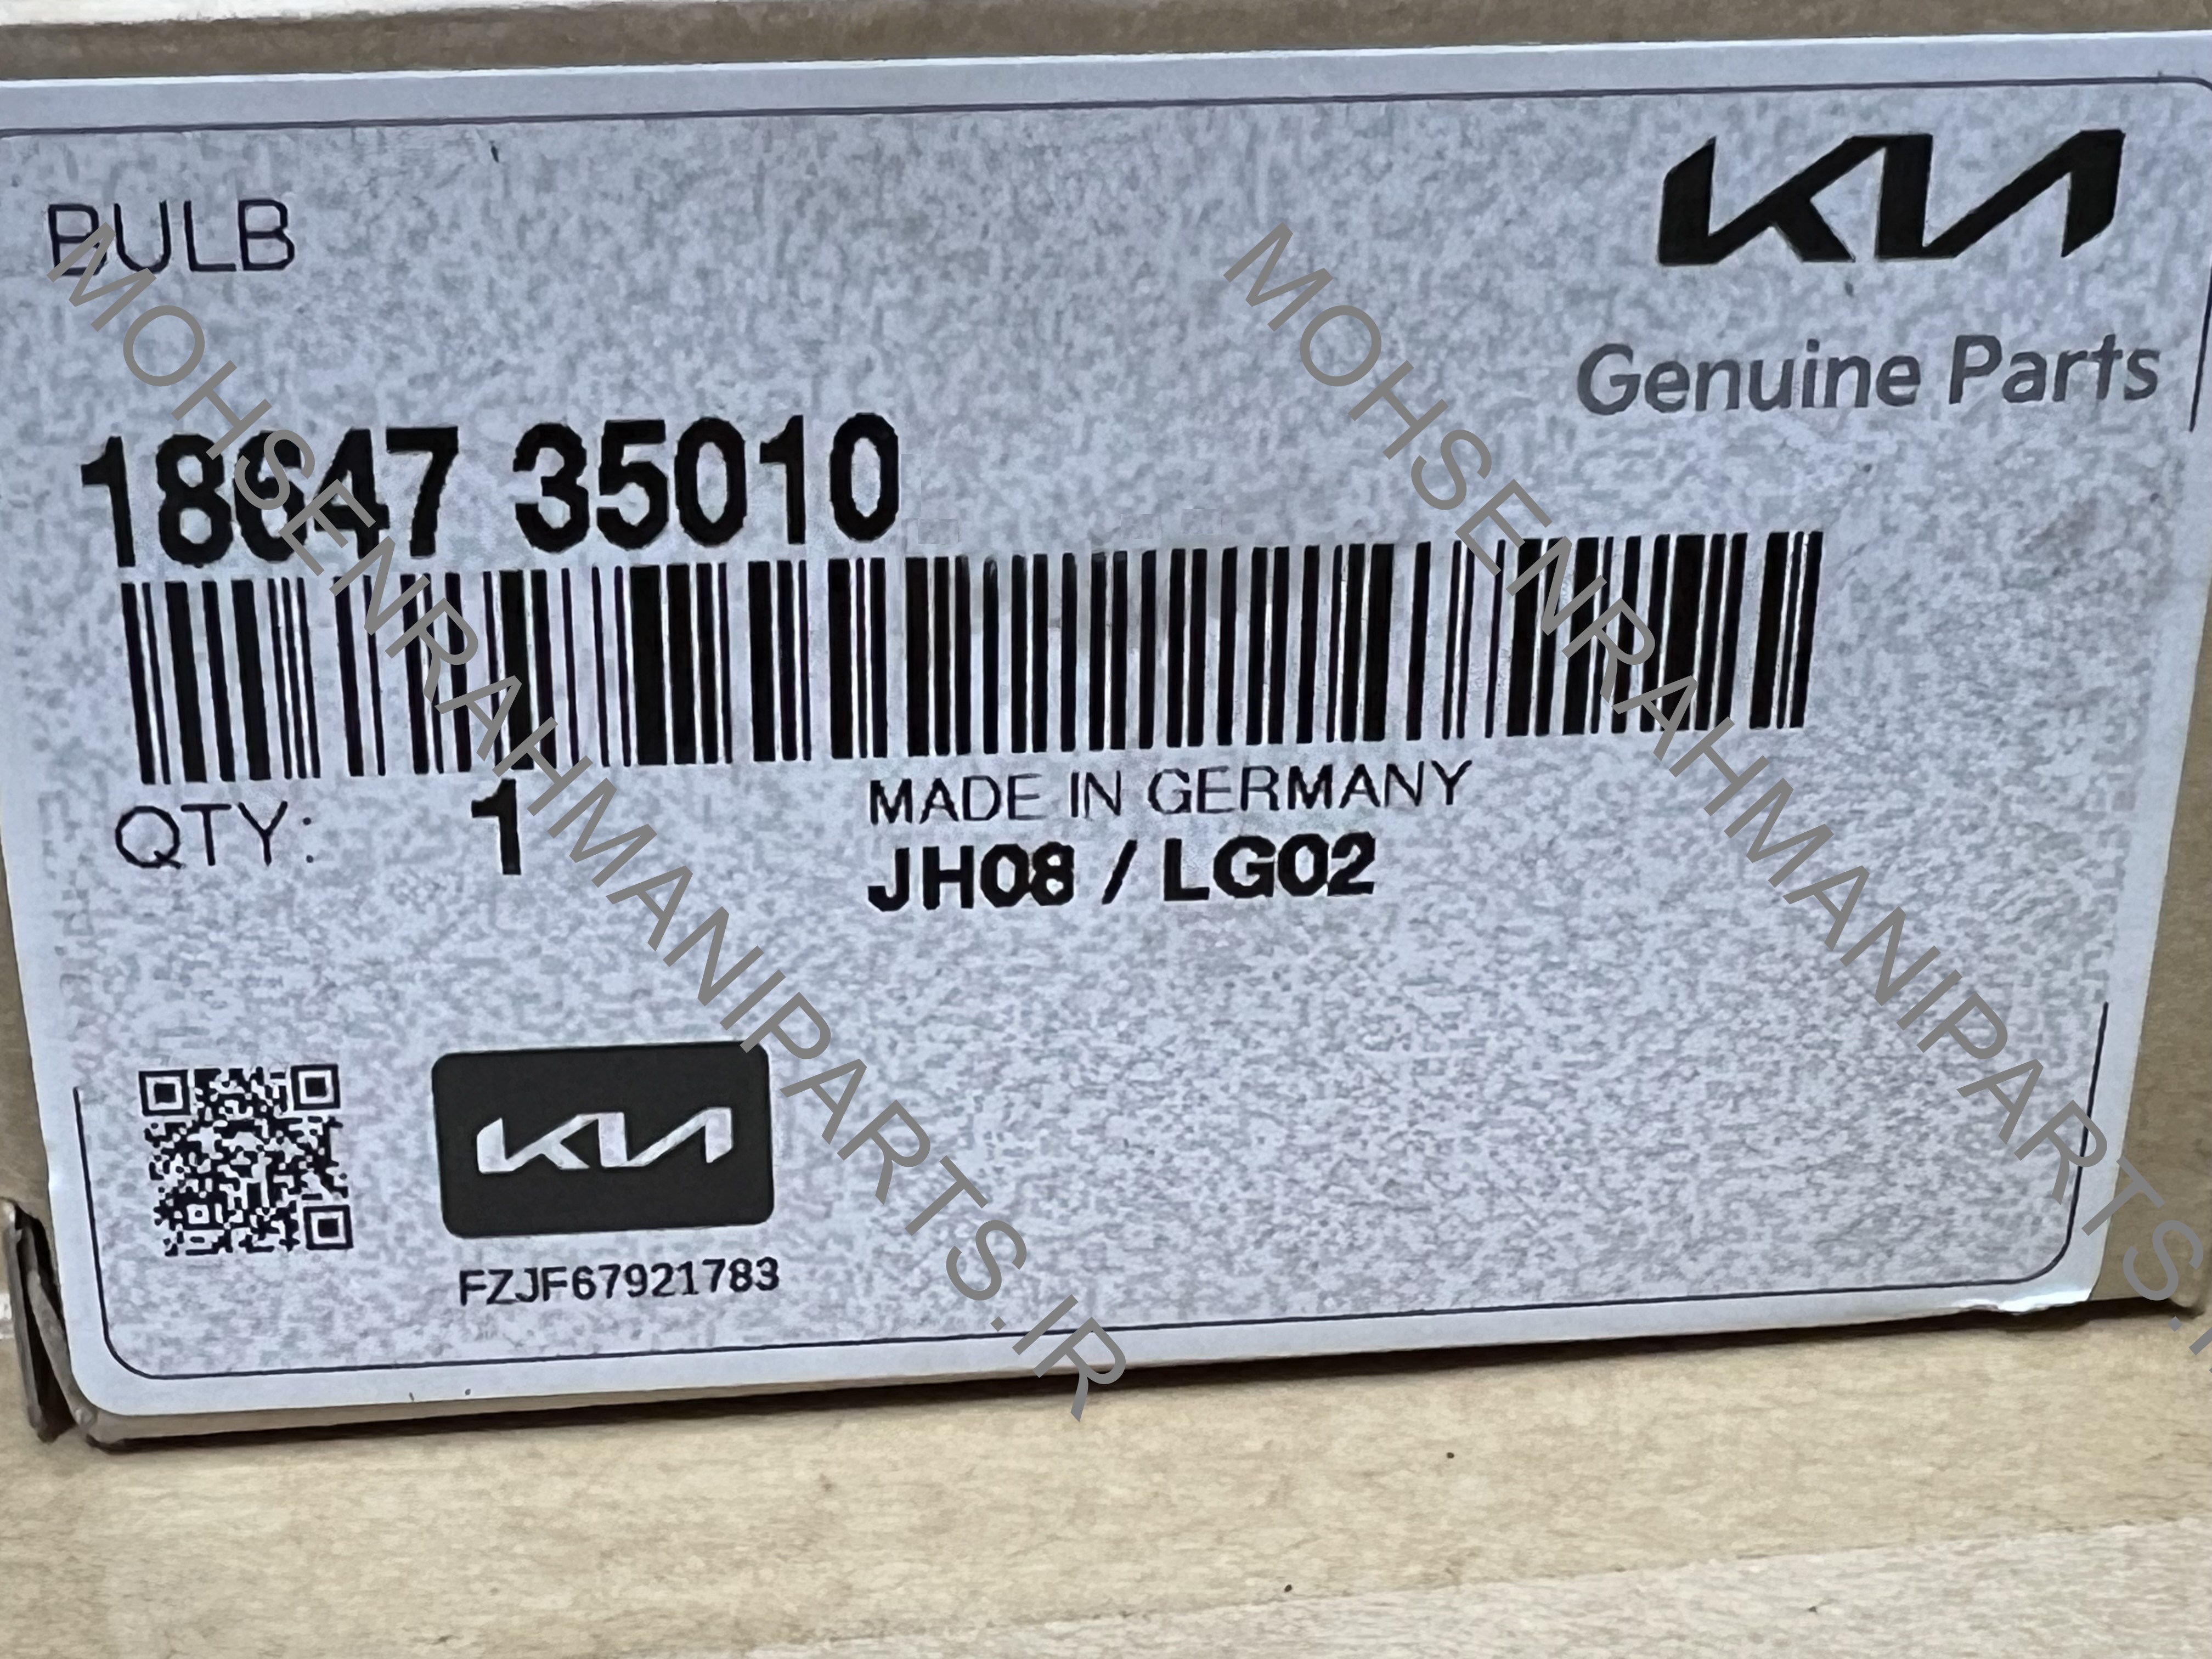 BULB
KIA
Genuine Parts
18647 35010
QTY: 1
MADE IN GERMANY
JH08 / LG02
KIA
FZJF67921783
MOHSENRAHMANIPARTS.IR
MOHSENRAHMANIPARTS.IR